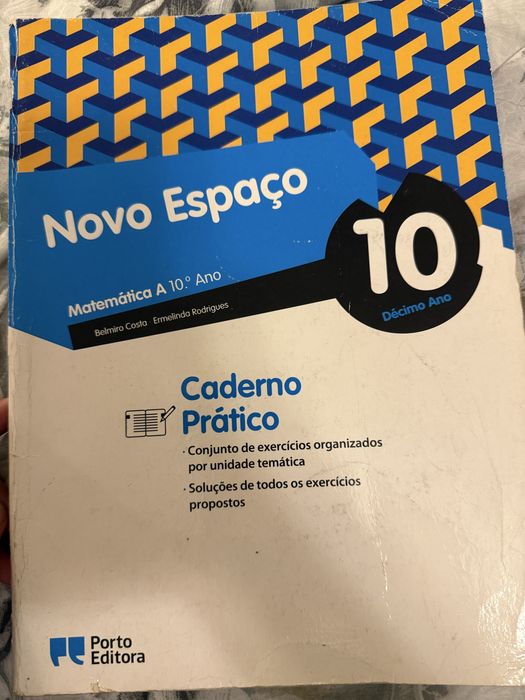 Novo Espaço
10
Décimo Ano
Matemática A 10.º Ano
Belmiro Costa Ermelinda Rodrigues
Caderno
Prático
· Conjunto de exercícios organizados
por unidade temática
· Soluções de todos os exercícios
propostos
Porto
Editora